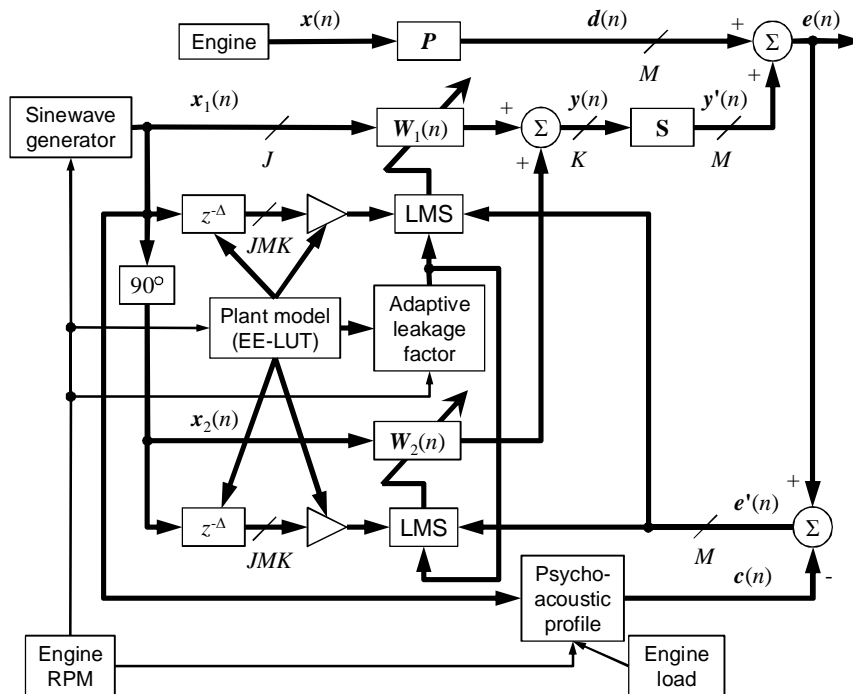 x(n) d(n) e(n)
Engine P Σ
+
M +
Sinewave
generator
x₁(n) W₁(n) + Σ y(n) S y'(n)
J + K M
z⁻ᐃ LMS
JMK
90°
Plant model
(EE-LUT)
Adaptive
leakage
factor
x₂(n) W₂(n)
+
z⁻ᐃ LMS e'(n) Σ
JMK M
c(n) -
Psycho-
acoustic
profile
Engine
RPM
Engine
load